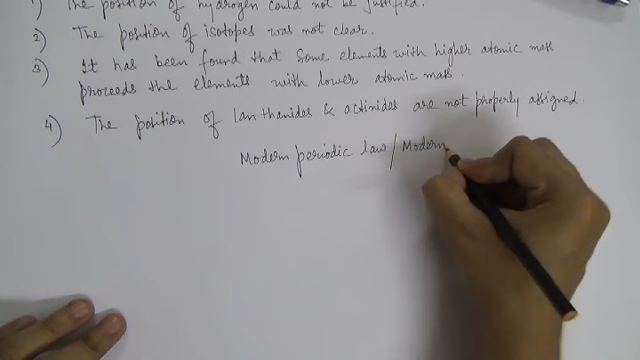 1) The position of hydrogen could not be justified.
2) The position of isotopes was not clear.
3) It has been found that some elements with higher atomic mass
proceeds the elements with lower atomic mass.
4) The position of lanthanides & actinides are not properly assigned.
Modern periodic law / Modern